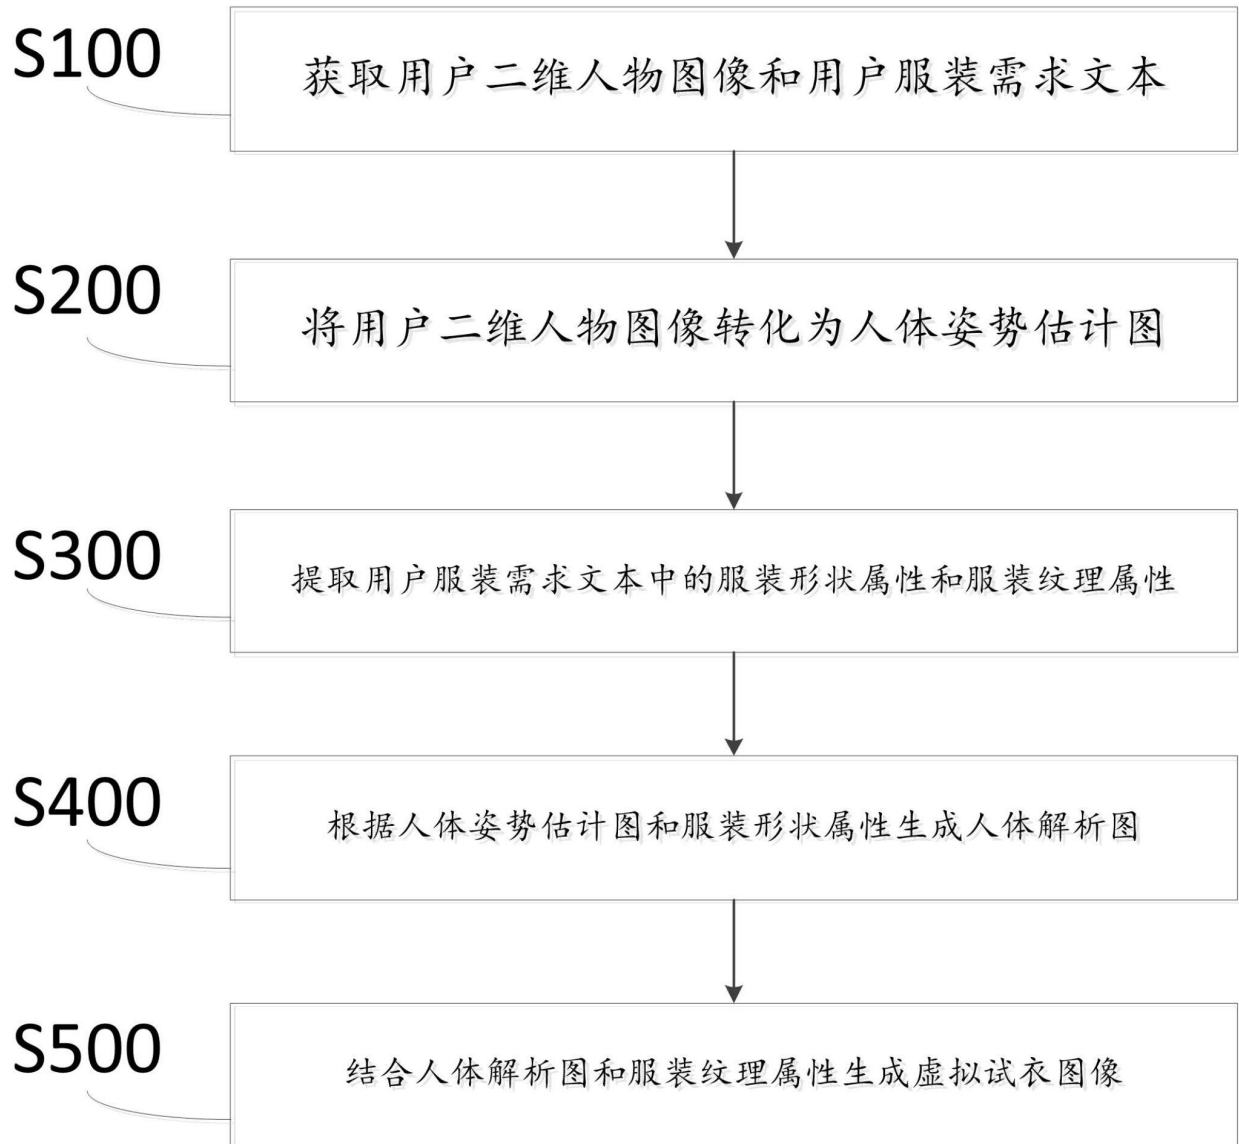 S100
获取用户二维人物图像和用户服装需求文本
S200
将用户二维人物图像转化为人体姿势估计图
S300
提取用户服装需求文本中的服装形状属性和服装纹理属性
S400
根据人体姿势估计图和服装形状属性生成人体解析图
S500
结合人体解析图和服装纹理属性生成虚拟试衣图像